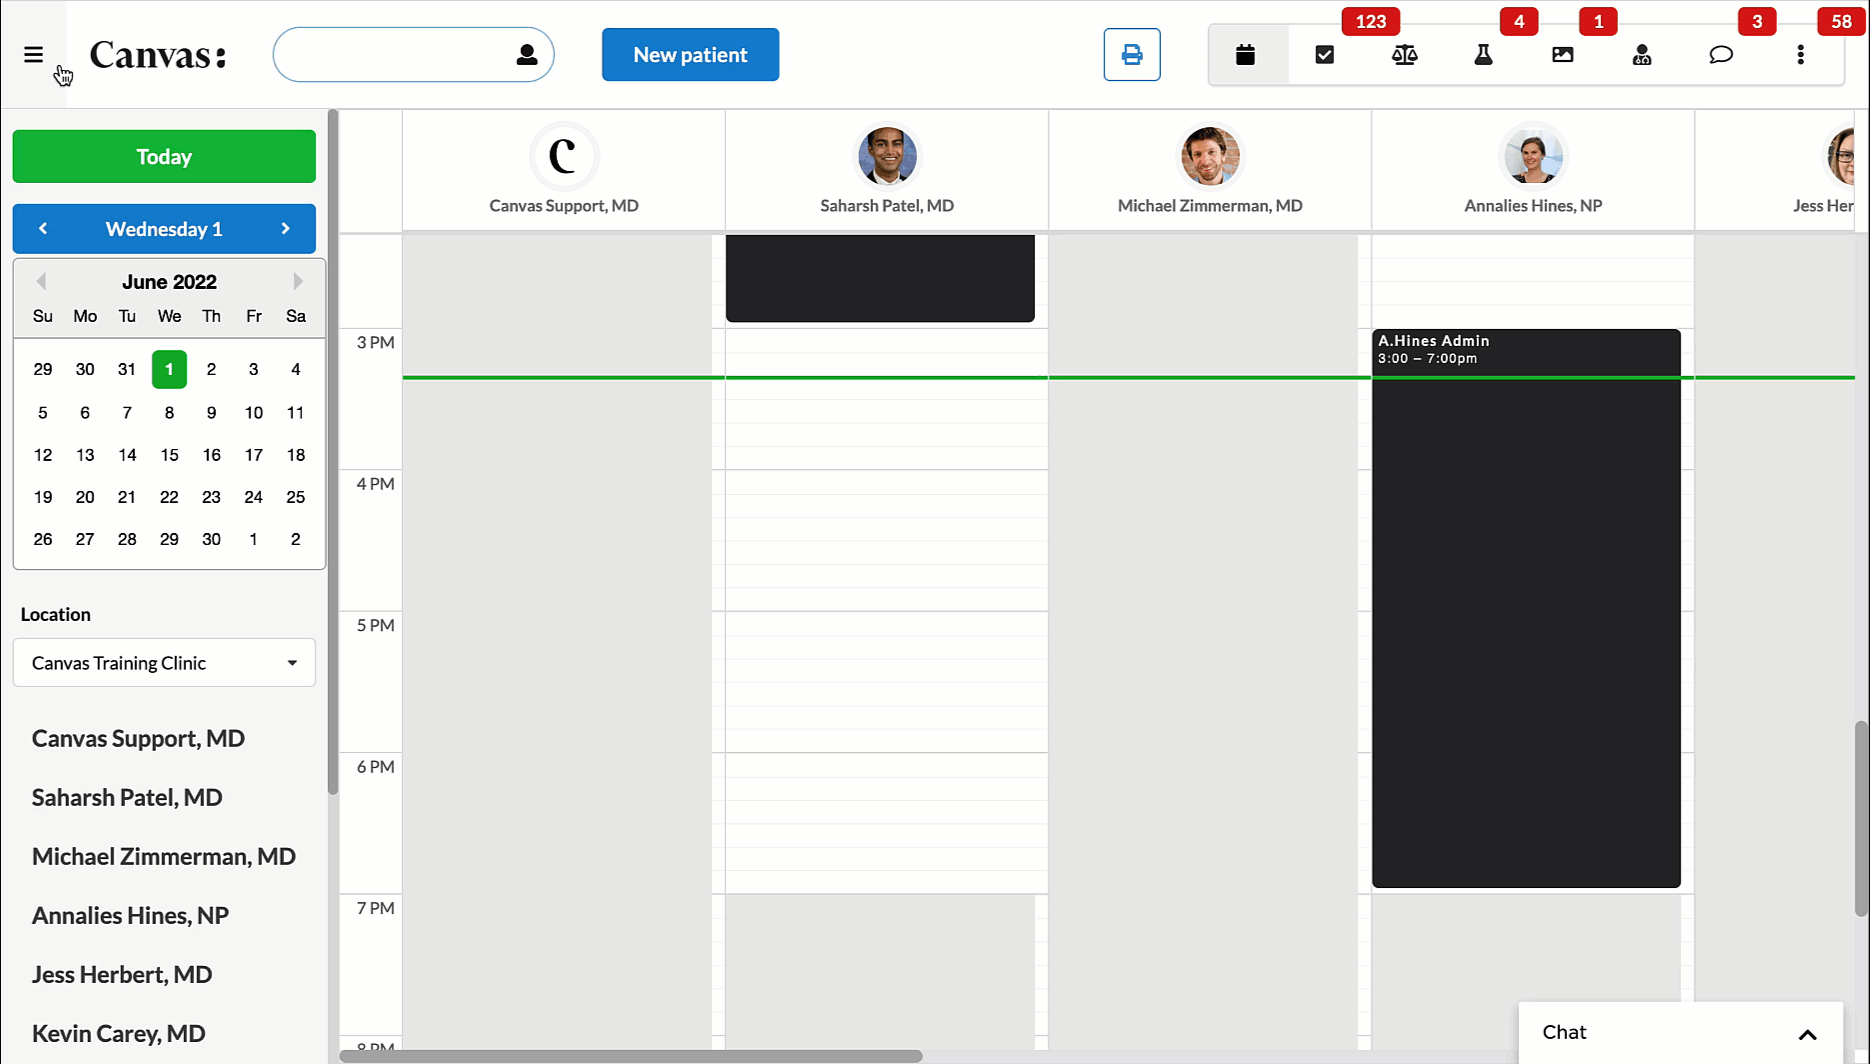 Canvas:
New patient
123
4
1
3
58
Today
Wednesday 1
June 2022
Su Mo Tu We Th Fr Sa
29 30 31 1 2 3 4
5 6 7 8 9 10 11
12 13 14 15 16 17 18
19 20 21 22 23 24 25
26 27 28 29 30 1 2
Location
Canvas Training Clinic
Canvas Support, MD
Saharsh Patel, MD
Michael Zimmerman, MD
Annalies Hines, NP
Jess Herbert, MD
Kevin Carey, MD
C
Canvas Support, MD
Saharsh Patel, MD
Michael Zimmerman, MD
Annalies Hines, NP
Jess Her
3 PM
A.Hines Admin
3:00 – 7:00pm
4 PM
5 PM
6 PM
7 PM
8 PM
Chat